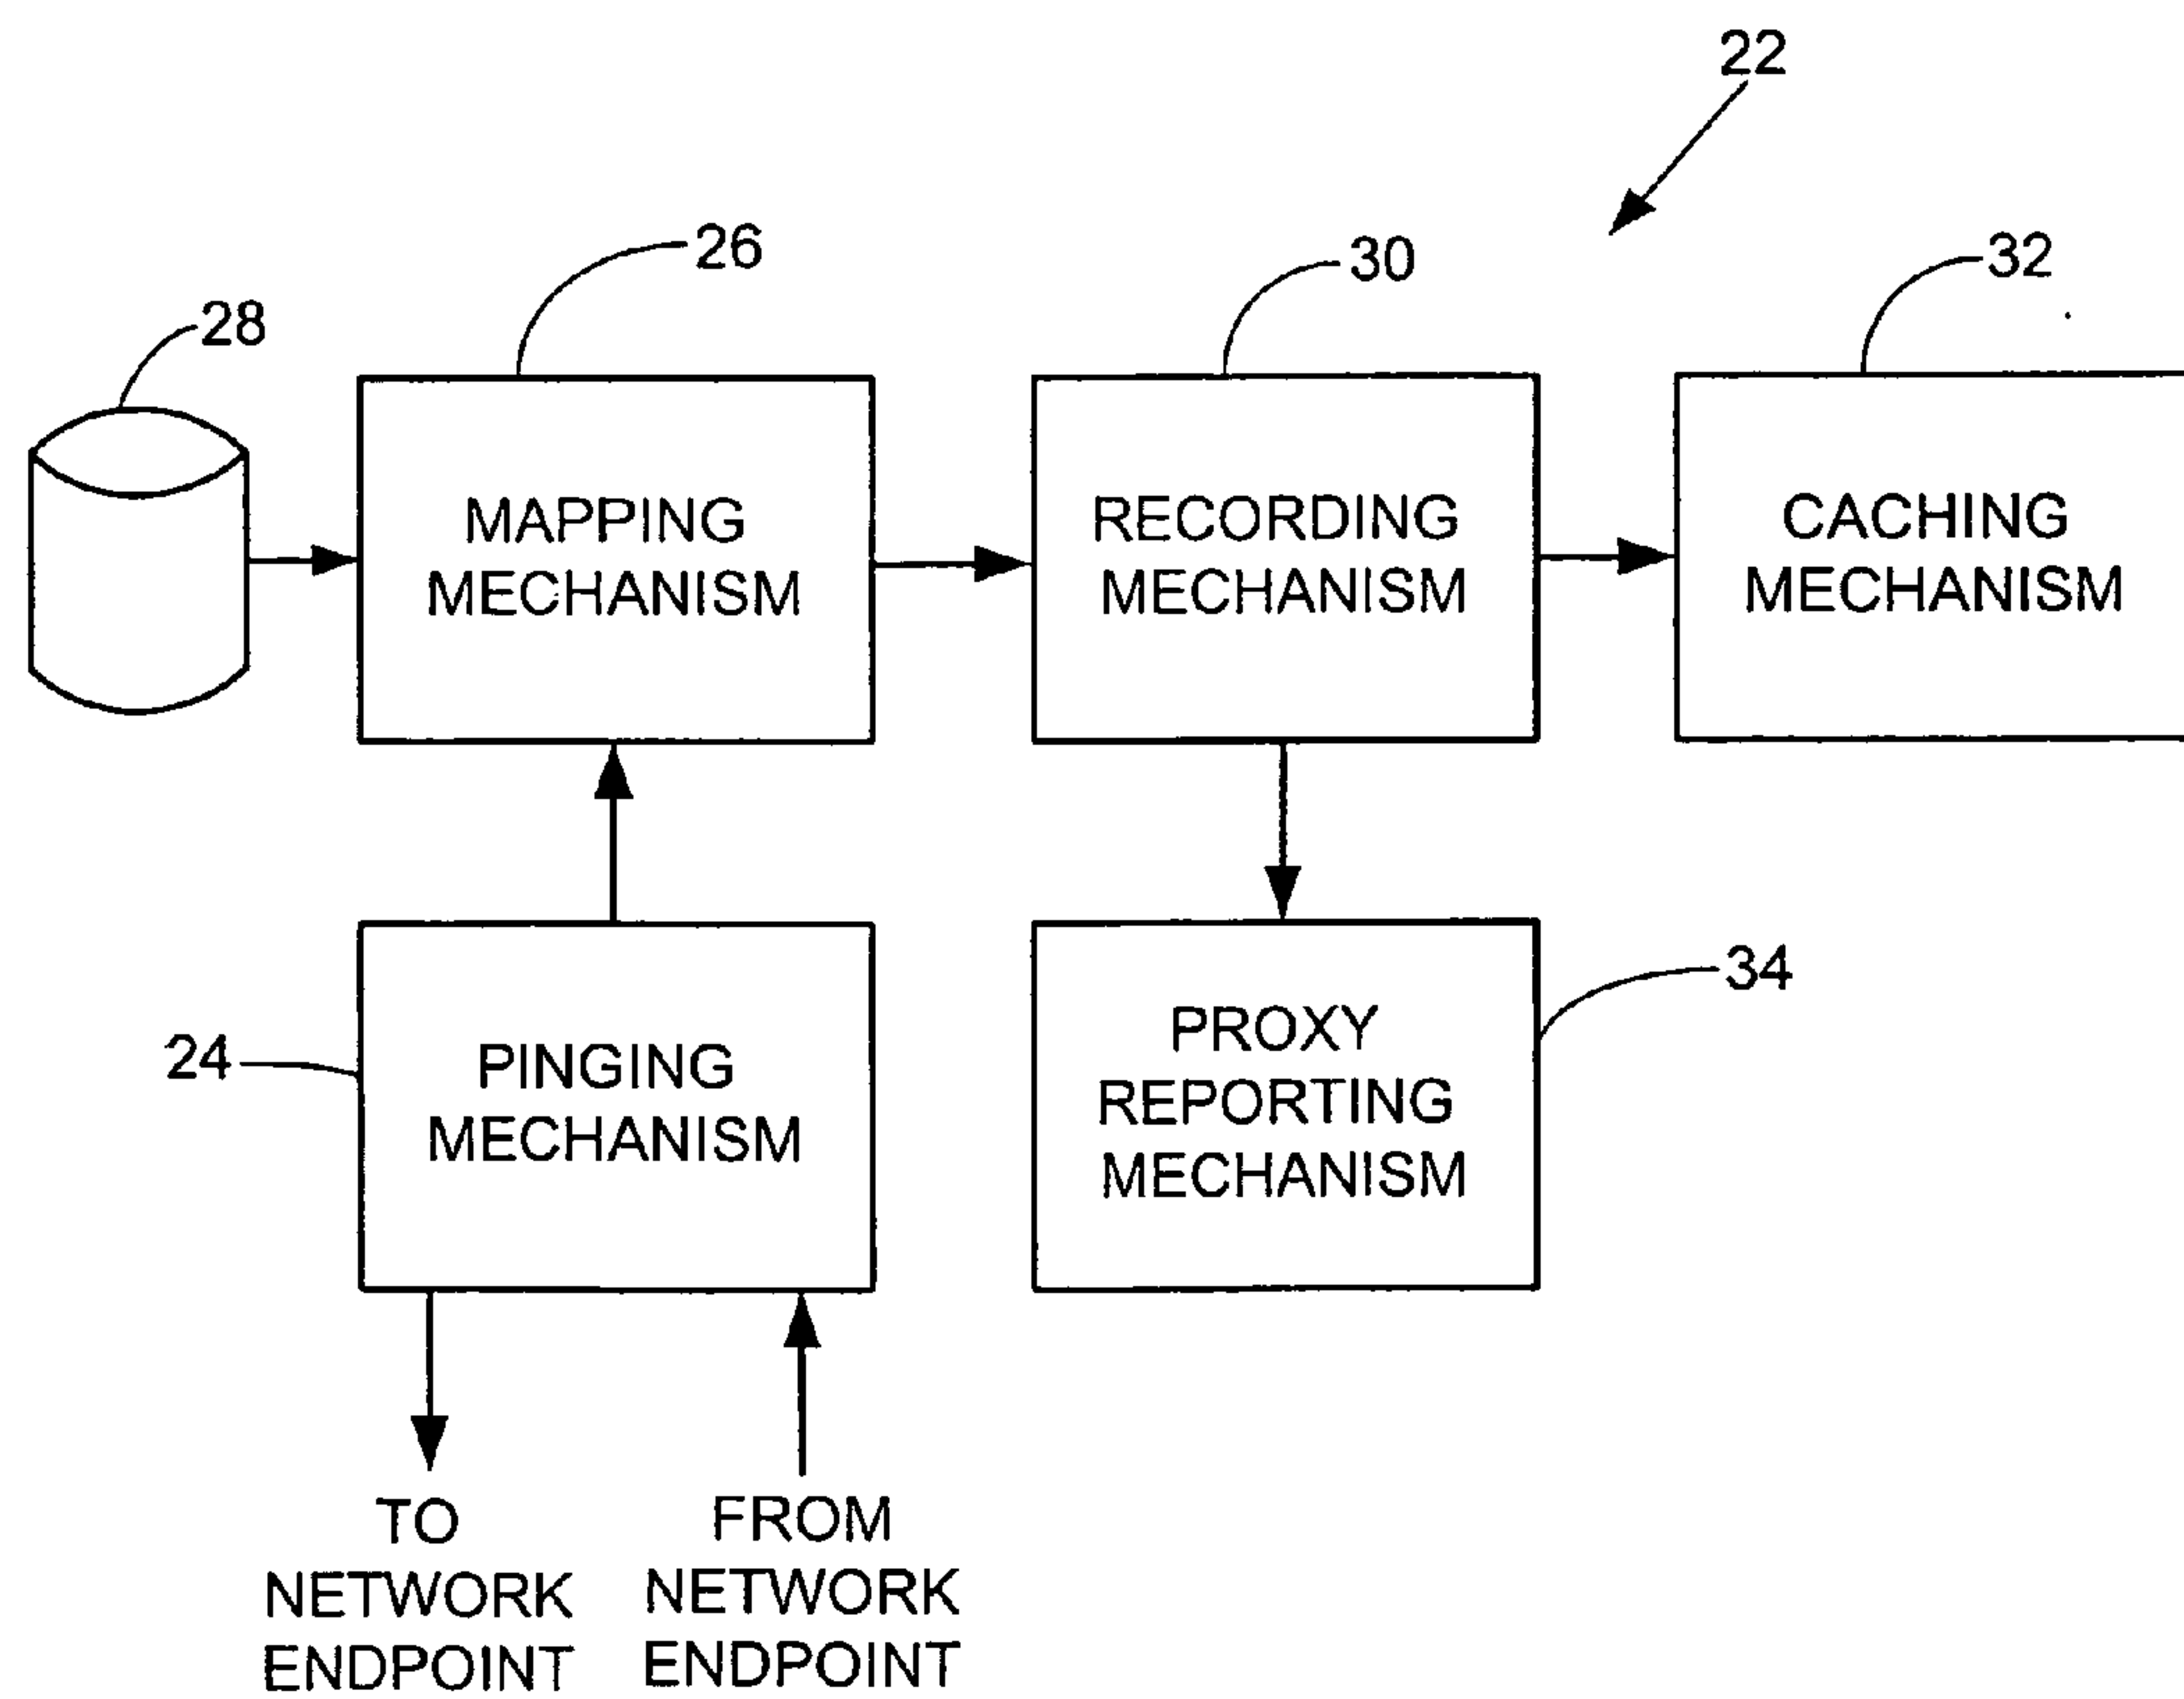 22
26
30
32
28
MAPPING
MECHANISM
RECORDING
MECHANISM
CACHING
MECHANISM
24
PINGING
MECHANISM
PROXY
REPORTING
MECHANISM
34
TO
NETWORK
ENDPOINT
FROM
NETWORK
ENDPOINT